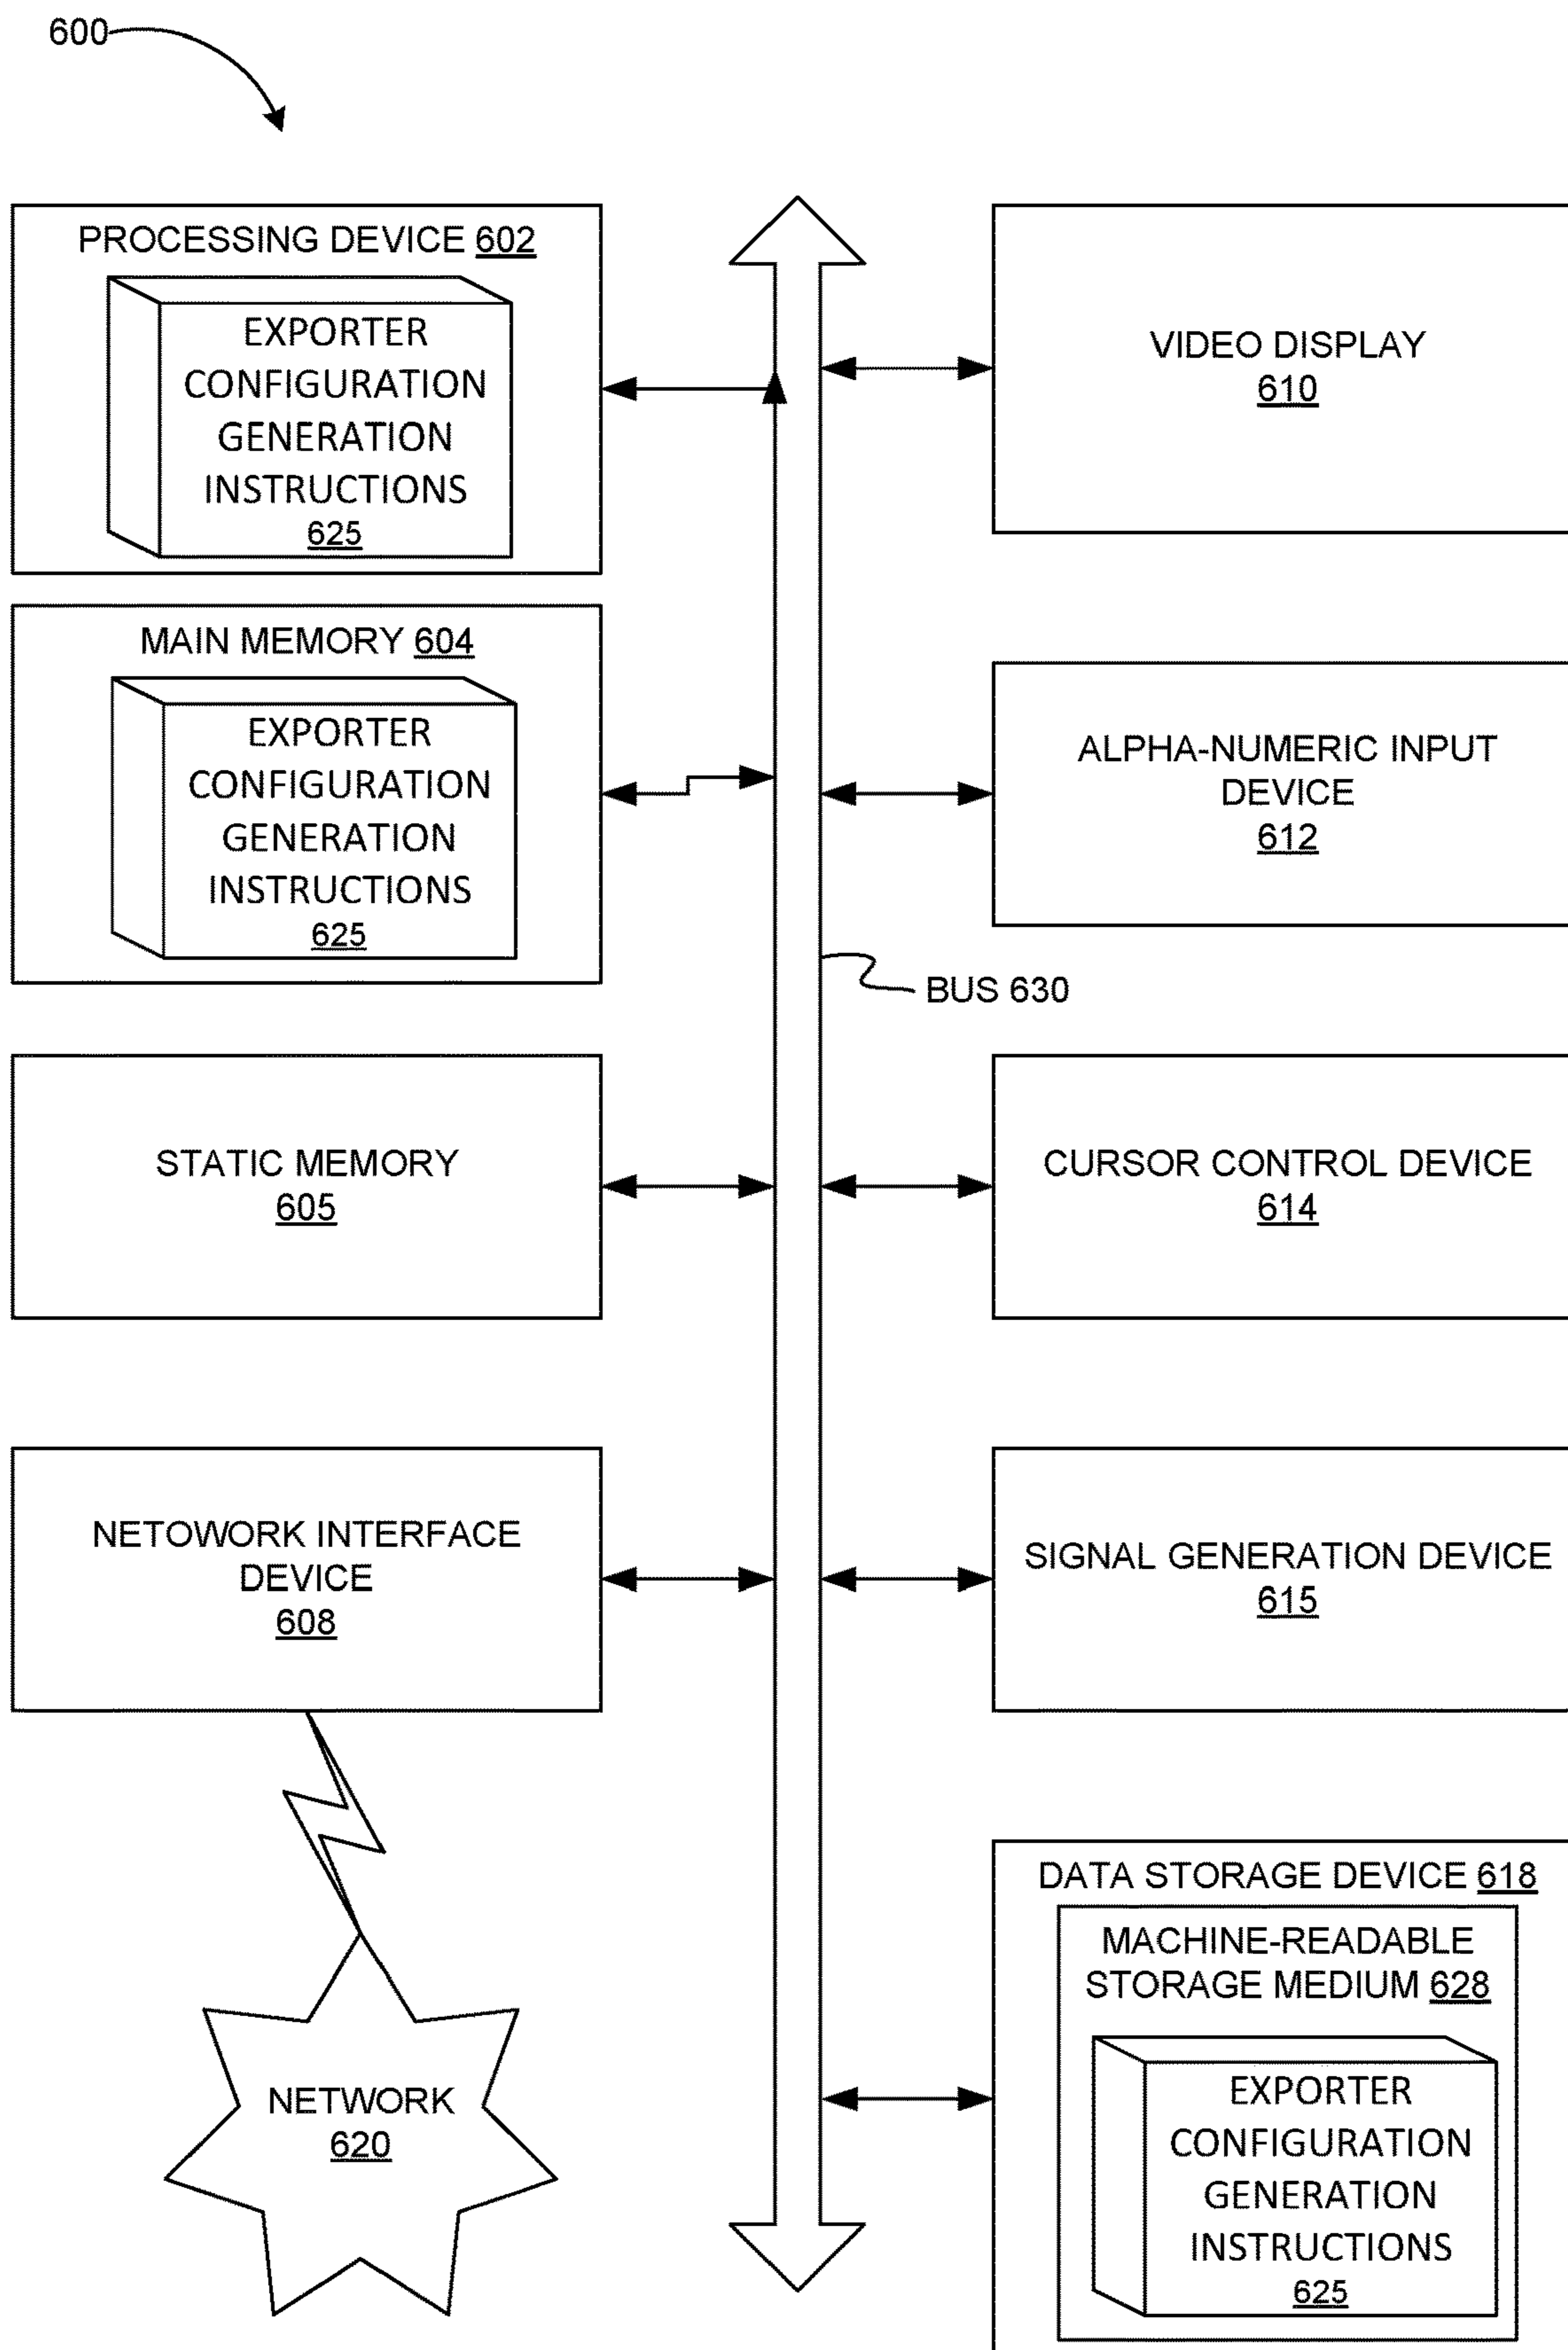 600
PROCESSING DEVICE 602
EXPORTER
CONFIGURATION
GENERATION
INSTRUCTIONS
625
MAIN MEMORY 604
EXPORTER
CONFIGURATION
GENERATION
INSTRUCTIONS
625
STATIC MEMORY
605
NETOWORK INTERFACE
DEVICE
608
NETWORK
620
BUS 630
VIDEO DISPLAY
610
ALPHA-NUMERIC INPUT
DEVICE
612
CURSOR CONTROL DEVICE
614
SIGNAL GENERATION DEVICE
615
DATA STORAGE DEVICE 618
MACHINE-READABLE
STORAGE MEDIUM 628
EXPORTER
CONFIGURATION
GENERATION
INSTRUCTIONS
625